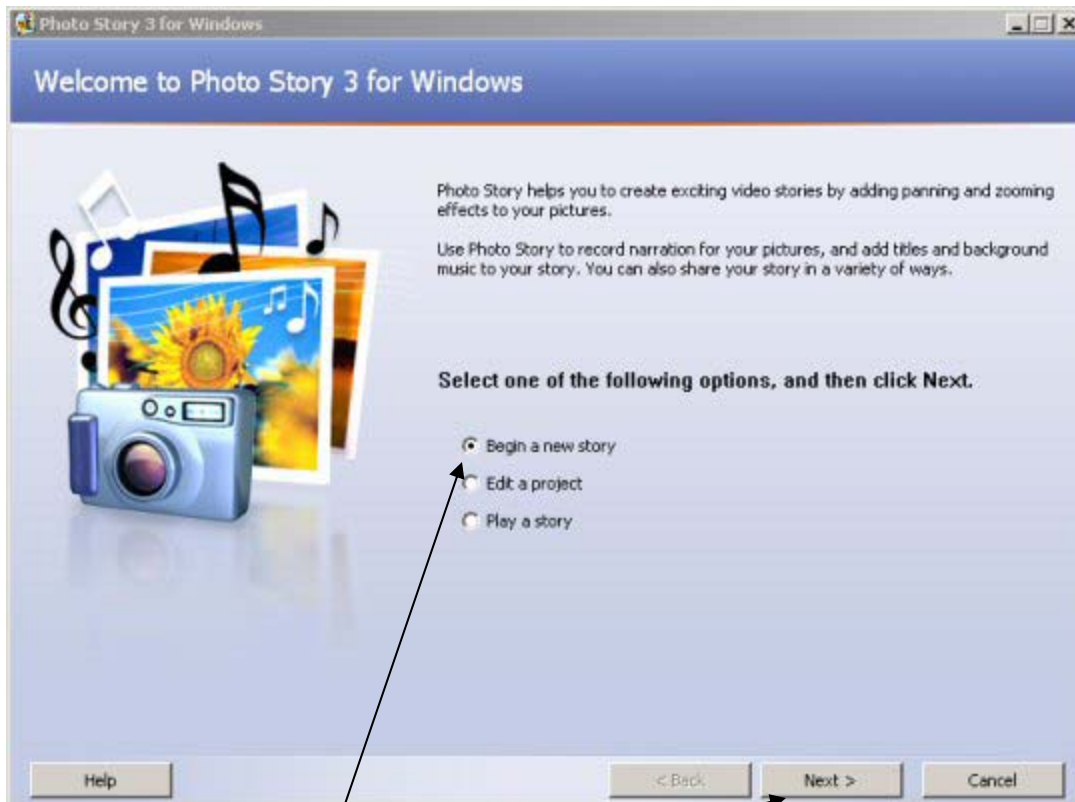 Photo Story 3 for Windows
Welcome to Photo Story 3 for Windows
Photo Story helps you to create exciting video stories by adding panning and zooming
effects to your pictures.
Use Photo Story to record narration for your pictures, and add titles and background
music to your story. You can also share your story in a variety of ways.
Select one of the following options, and then click Next.
Begin a new story
Edit a project
Play a story
Help
< Back
Next >
Cancel